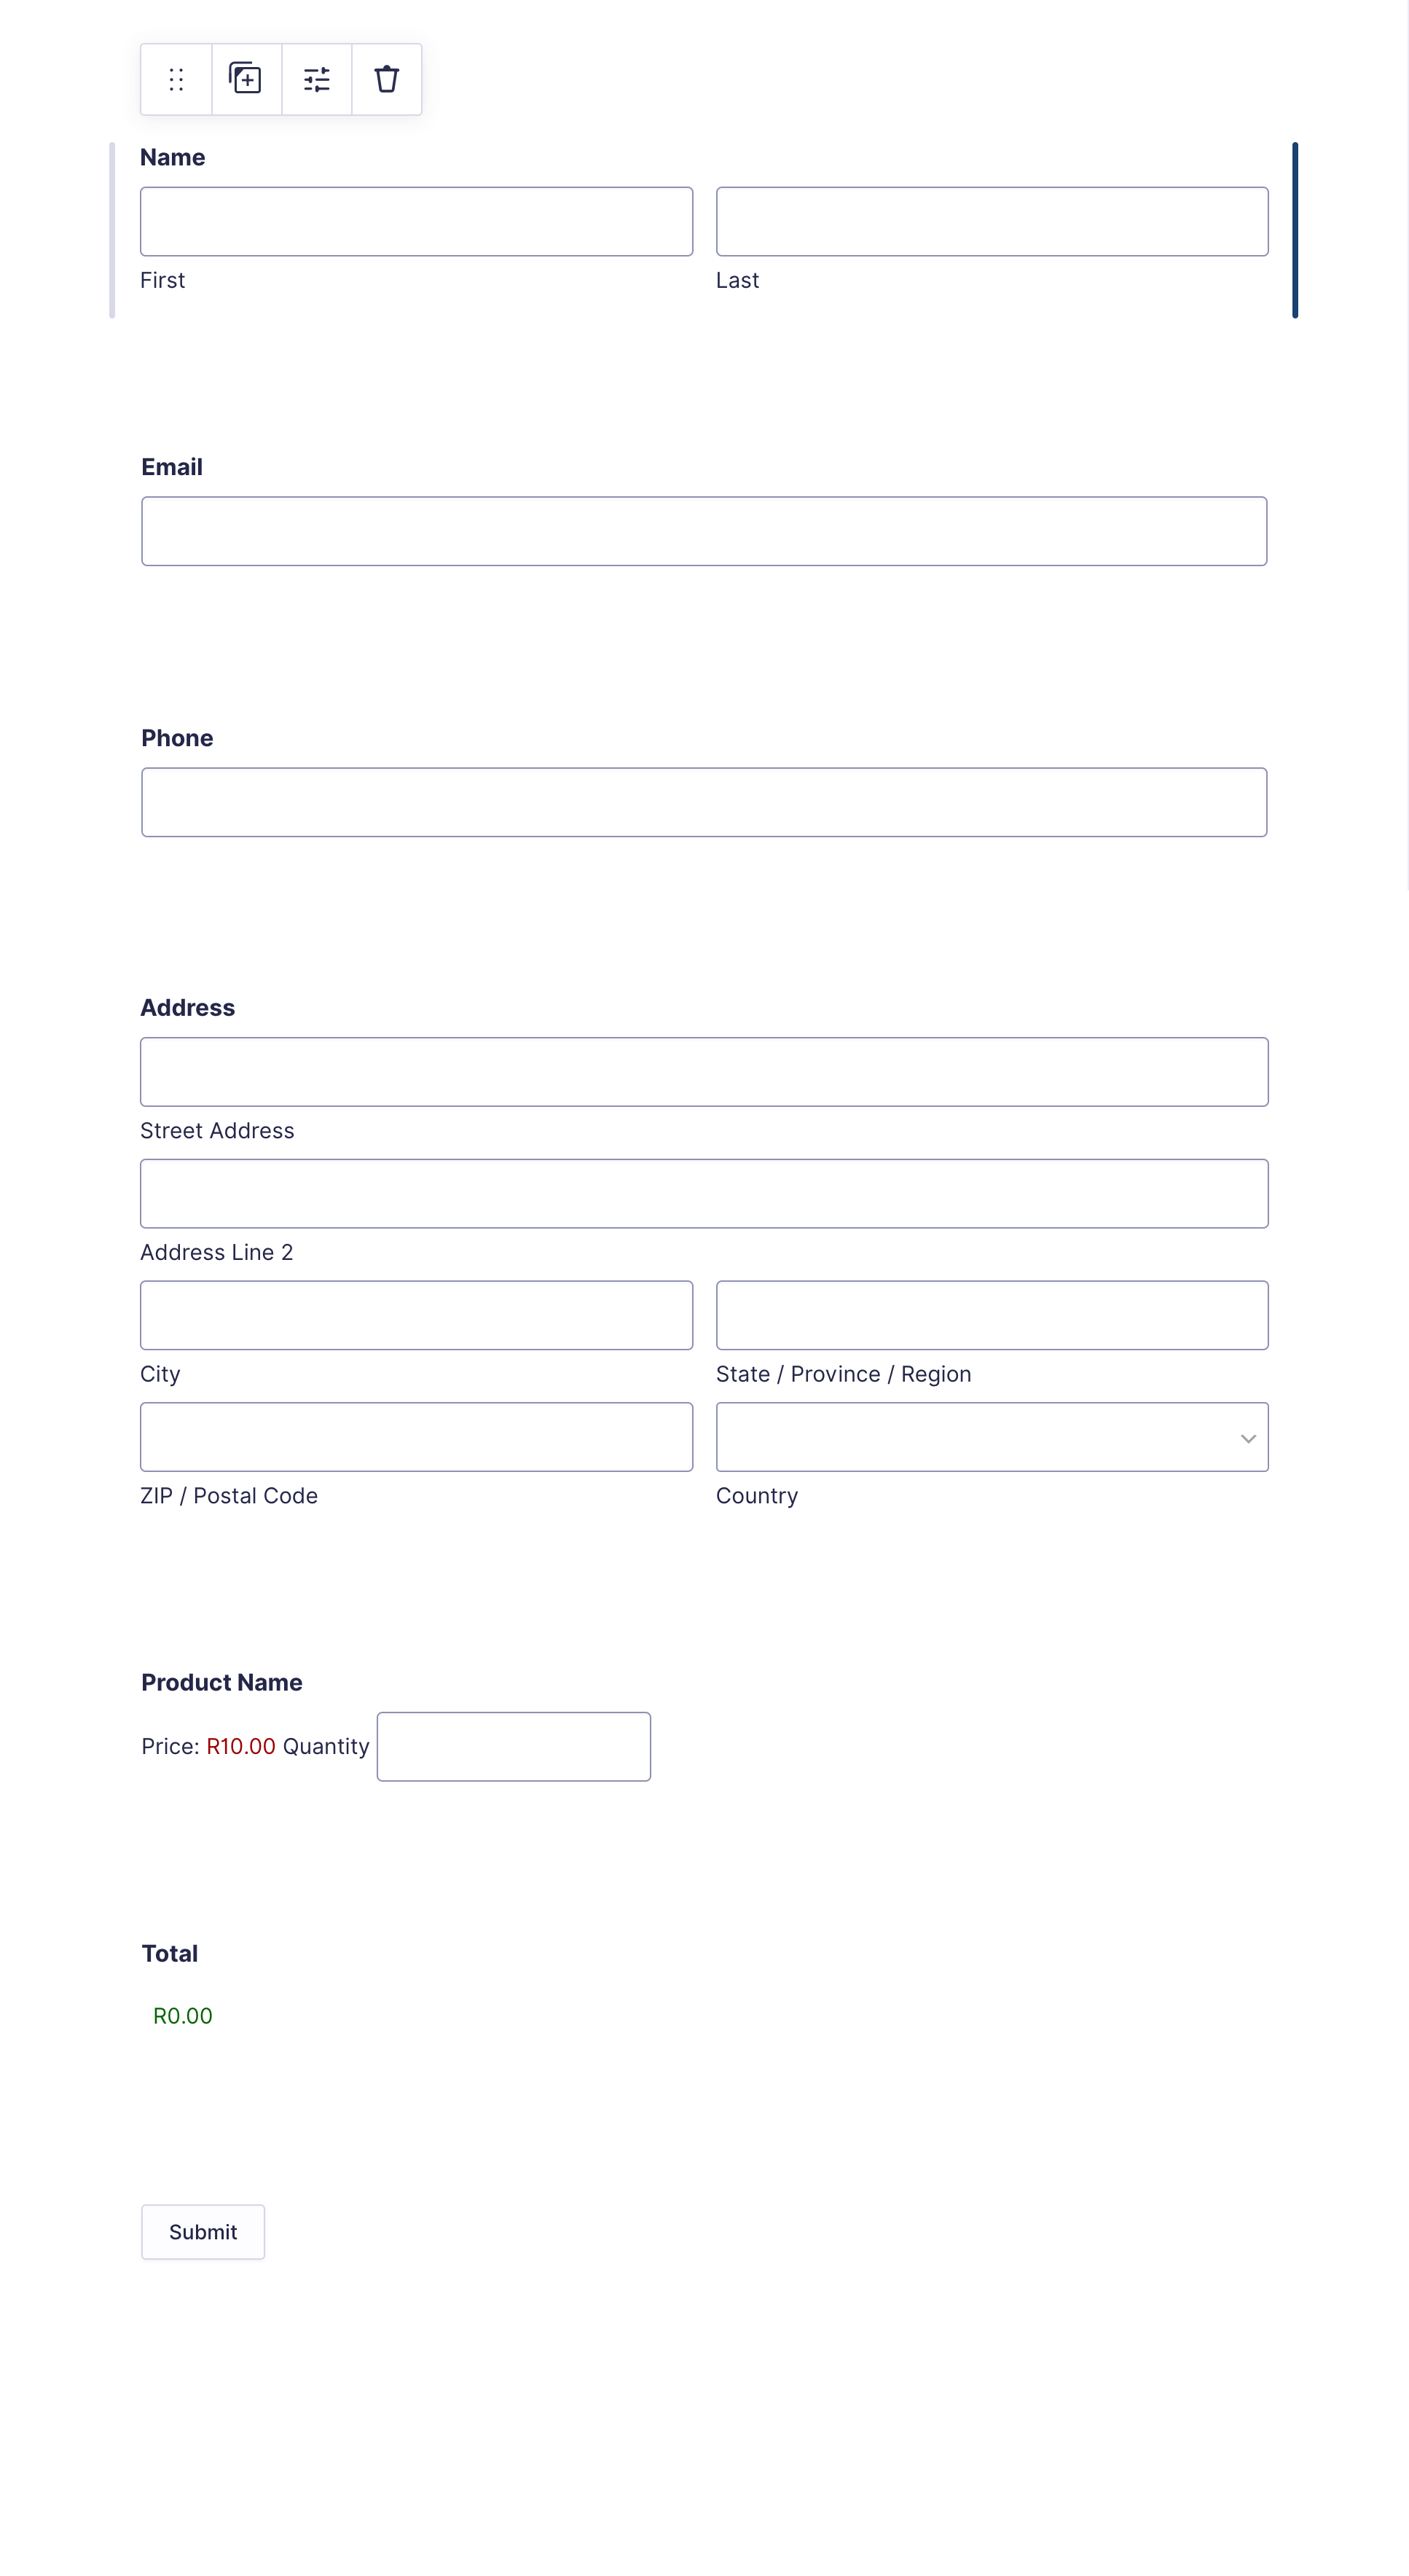 Name
First Last
Email
Phone
Address
Street Address
Address Line 2
City State / Province / Region
ZIP / Postal Code Country
Product Name
Price: R10.00 Quantity
Total
R0.00
Submit